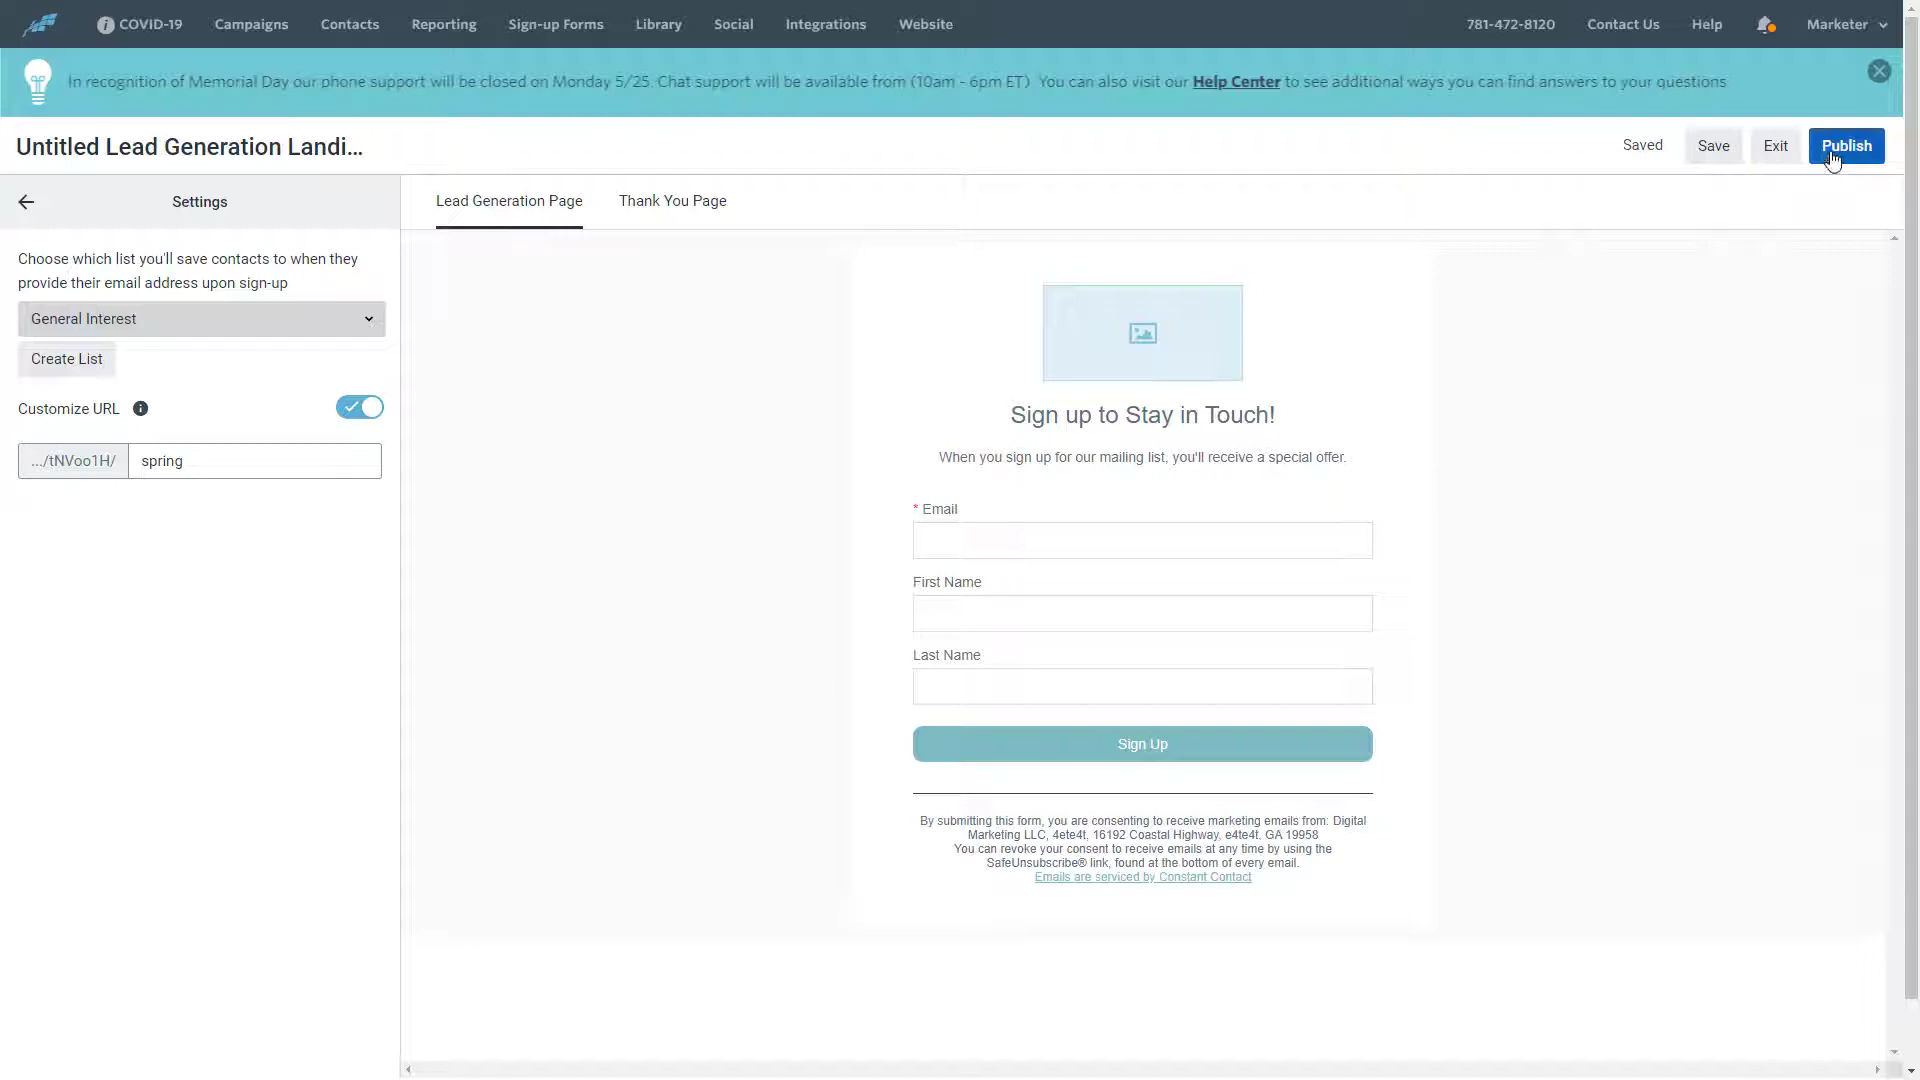 COVID-19
Campaigns
Contacts
Reporting
Sign-up Forms
Library
Social
Integrations
Website
781-472-8120
Contact Us
Help
Marketer
In recognition of Memorial Day our phone support will be closed on Monday 5/25. Chat support will be available from (10am - 6pm ET) You can also visit our Help Center to see additional ways you can find answers to your questions
Untitled Lead Generation Landi...
Saved
Save
Exit
Publish
Settings
Lead Generation Page
Thank You Page
Choose which list you'll save contacts to when they
provide their email address upon sign-up
General Interest
Create List
Customize URL
.../tNVoo1H/
spring
Sign up to Stay in Touch!
When you sign up for our mailing list, you'll receive a special offer.
* Email
First Name
Last Name
Sign Up
By submitting this form, you are consenting to receive marketing emails from: Digital
Marketing LLC, 4ete4t, 16192 Coastal Highway, e4te4t, GA 19958
You can revoke your consent to receive emails at any time by using the
SafeUnsubscribe® link, found at the bottom of every email.
Emails are serviced by Constant Contact